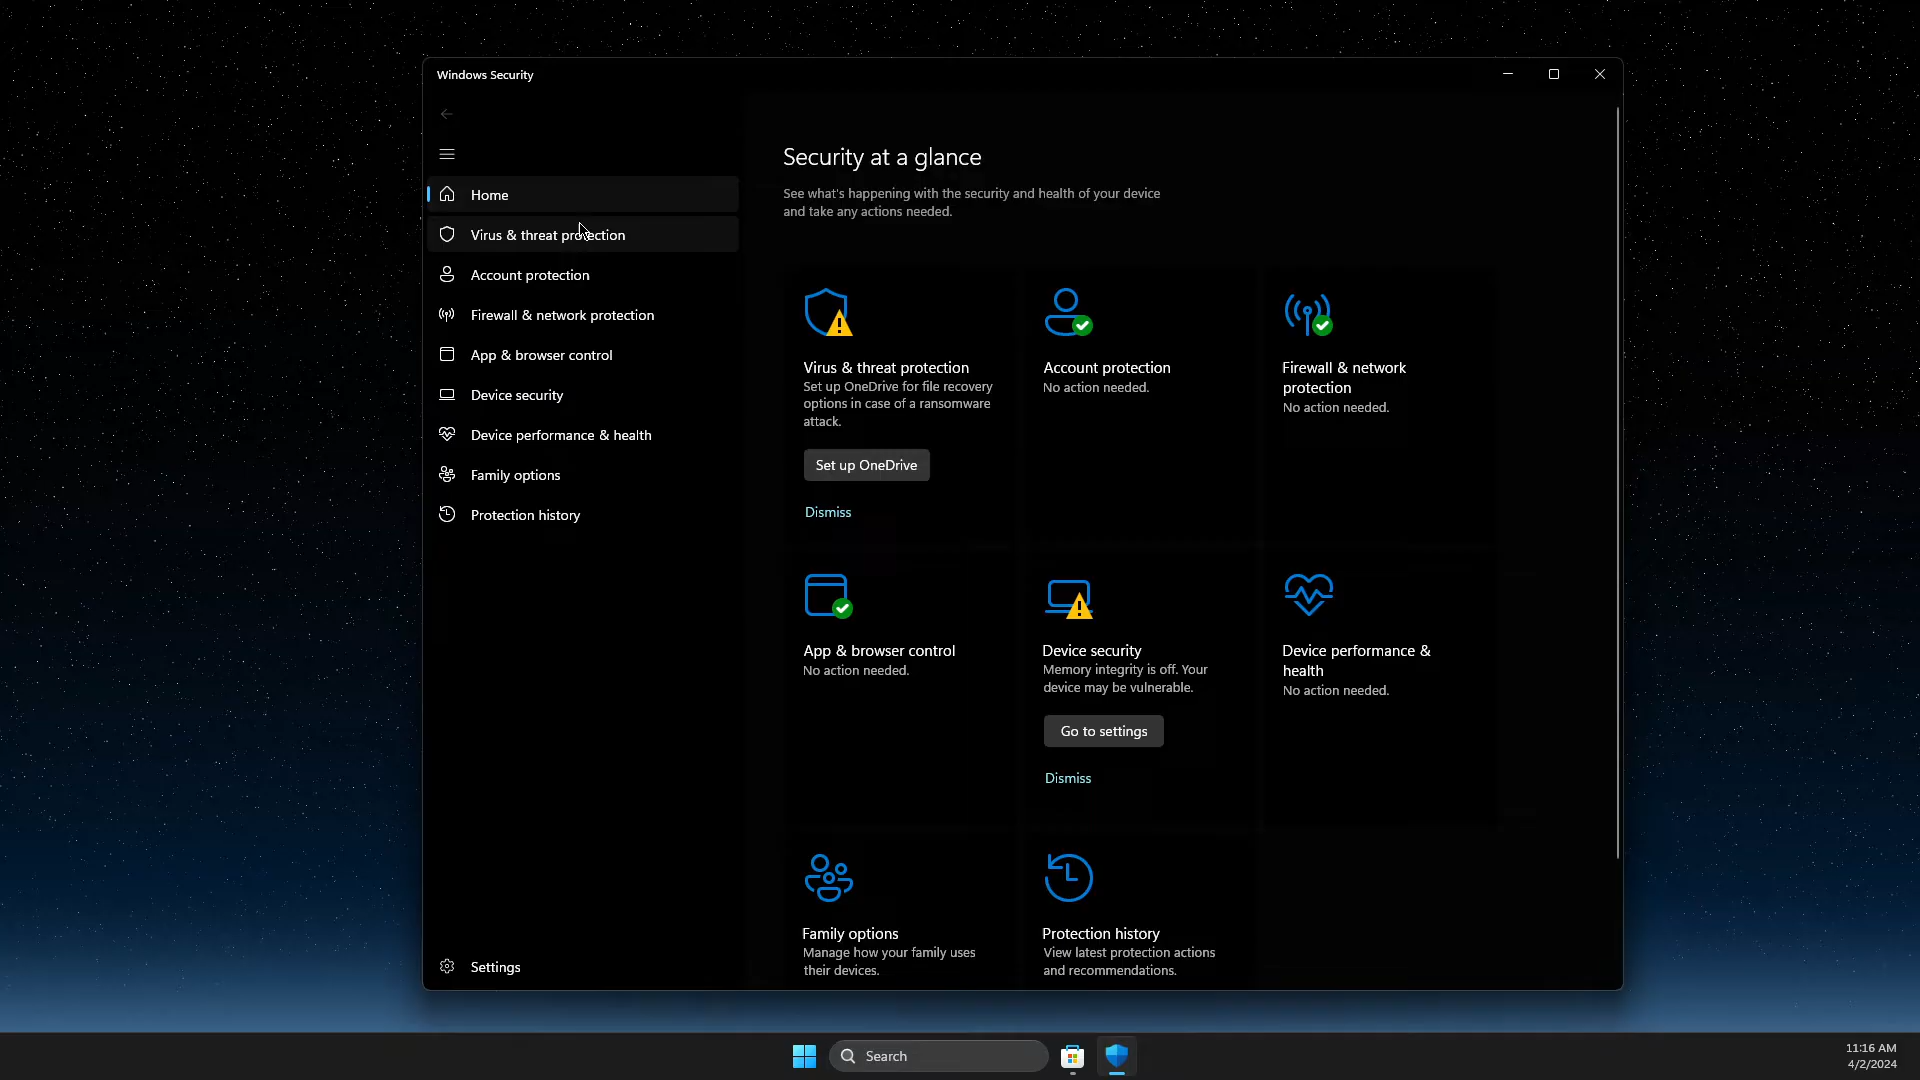 Windows Security
Home
Virus & threat protection
Account protection
Firewall & network protection
App & browser control
Device security
Device performance & health
Family options
Protection history
Settings
Security at a glance
See what's happening with the security and health of your device
and take any actions needed.
Virus & threat protection
Set up OneDrive for file recovery
options in case of a ransomware
attack.
Set up OneDrive
Dismiss
Account protection
No action needed.
Firewall & network
protection
No action needed.
App & browser control
No action needed.
Device security
Memory integrity is off. Your
device may be vulnerable.
Go to settings
Dismiss
Device performance &
health
No action needed.
Family options
Manage how your family uses
their devices.
Protection history
View latest protection actions
and recommendations.
Search
11:16 AM
4/2/2024